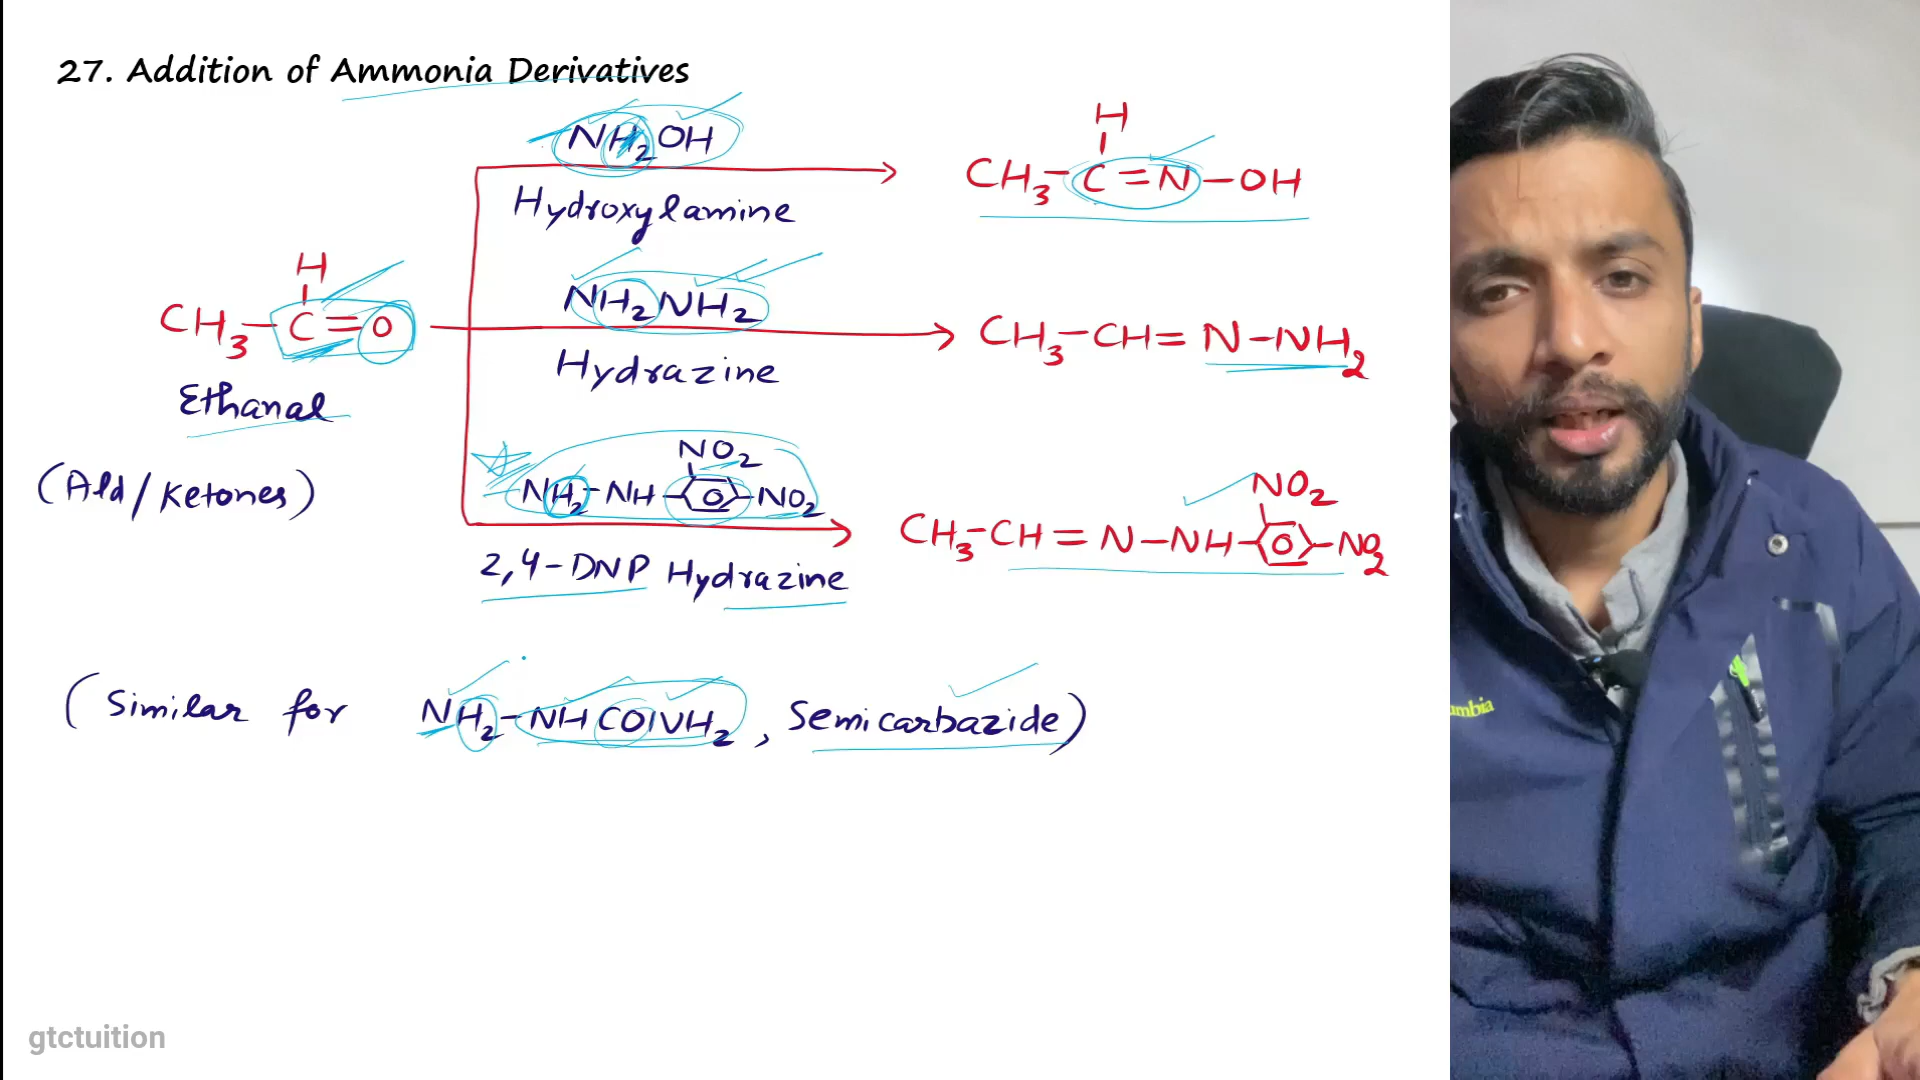 27. Addition of Ammonia Derivatives
NH₂OH
Hydroxylamine
H
CH₃-C=N-OH
H
CH₃-C=O
Ethanal
(Ald/Ketones)
NH₂NH₂
Hydrazine
CH₃-CH=N-NH₂
NO₂
NH₂-NH- -NO₂
2,4-DNP Hydrazine
NO₂
CH₃-CH=N-NH- -NO₂
(Similar for NH₂-NHCONH₂, Semicarbazide)
umbia
gtctuition